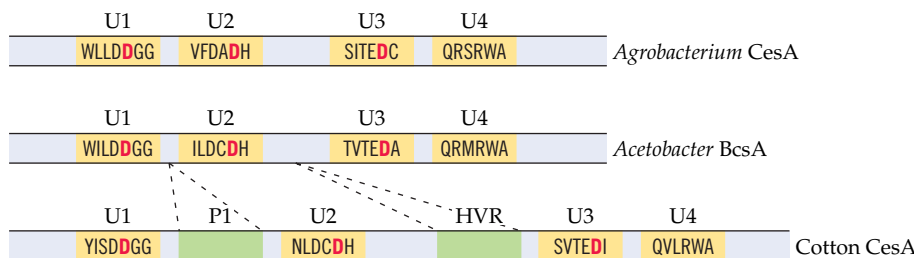 U1 U2 U3 U4
WLLDDGG VFDADH SITEDC QRSRWA Agrobacterium CesA
U1 U2 U3 U4
WILDDGG ILDCDH TVTEDA QRMRWA Acetobacter BcsA
U1 P1 U2 HVR U3 U4
YISDDGG NLDCDH SVTEDI QVLRWA Cotton CesA